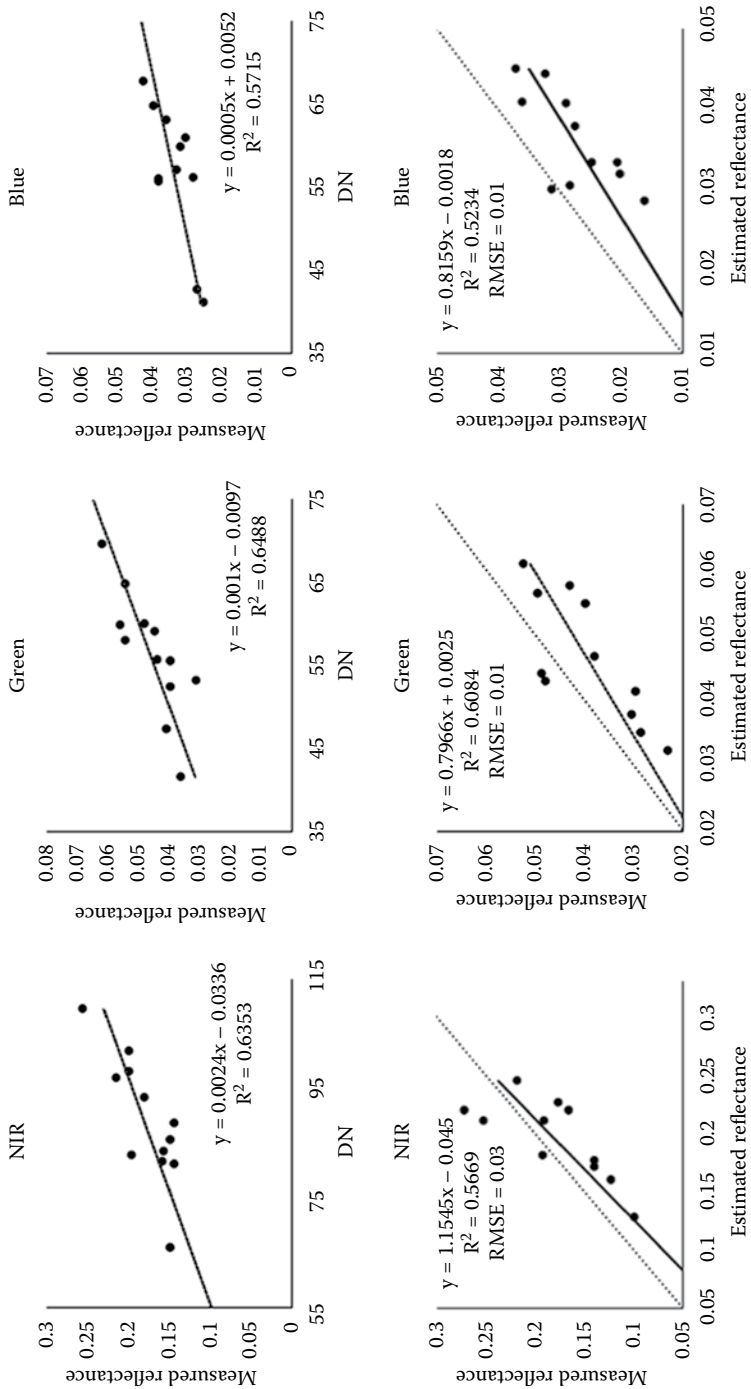 NIR
Measured reflectance
0.3
0.25
0.2
0.15
0.1
0.05
0
55
75
95
115
DN
y = 0.0024x − 0.0336
R² = 0.6353
Green
Measured reflectance
0.08
0.07
0.06
0.05
0.04
0.03
0.02
0.01
0
35
45
55
65
75
DN
y = 0.001x − 0.0097
R² = 0.6488
Blue
Measured reflectance
0.07
0.06
0.05
0.04
0.03
0.02
0.01
0
35
45
55
65
75
DN
y = 0.0005x + 0.0052
R² = 0.5715
NIR
Measured reflectance
0.3
0.25
0.2
0.15
0.1
0.05
0.05
0.1
0.15
0.2
0.25
0.3
Estimated reflectance
y = 1.1545x − 0.045
R² = 0.5669
RMSE = 0.03
Green
Measured reflectance
0.07
0.06
0.05
0.04
0.03
0.02
0.02
0.03
0.04
0.05
0.06
0.07
Estimated reflectance
y = 0.7966x + 0.0025
R² = 0.6084
RMSE = 0.01
Blue
Measured reflectance
0.05
0.04
0.03
0.02
0.01
0.01
0.02
0.03
0.04
0.05
Estimated reflectance
y = 0.8159x − 0.0018
R² = 0.5234
RMSE = 0.01